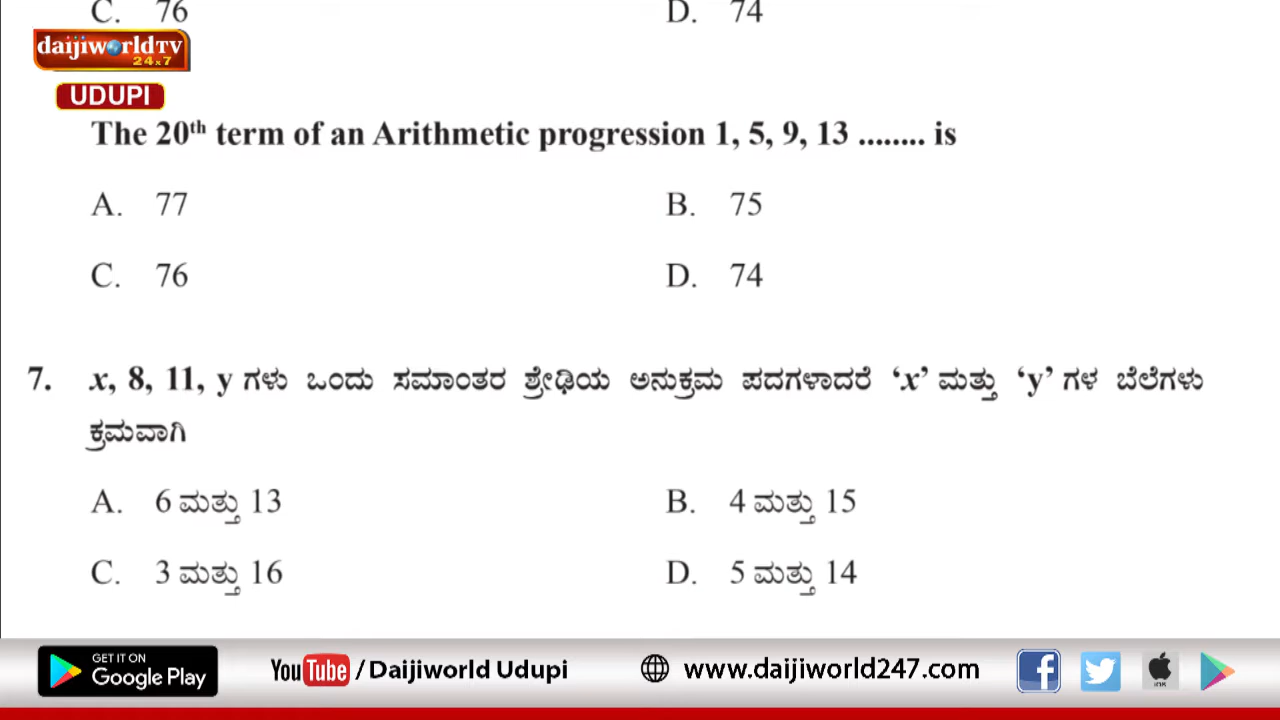 C. 76 D. 74
daijiworld TV
24x7
UDUPI
The 20th term of an Arithmetic progression 1, 5, 9, 13 ........ is
A. 77 B. 75
C. 76 D. 74
7. x, 8, 11, y ಗಳು ಒಂದು ಸಮಾಂತರ ಶ್ರೇಢಿಯ ಅನುಕ್ರಮ ಪದಗಳಾದರೆ ‘x’ ಮತ್ತು ‘y’ ಗಳ ಬೆಲೆಗಳು
ಕ್ರಮವಾಗಿ
A. 6 ಮತ್ತು 13 B. 4 ಮತ್ತು 15
C. 3 ಮತ್ತು 16 D. 5 ಮತ್ತು 14
GET IT ON
Google Play
YouTube / Daijiworld Udupi
www.daijiworld247.com